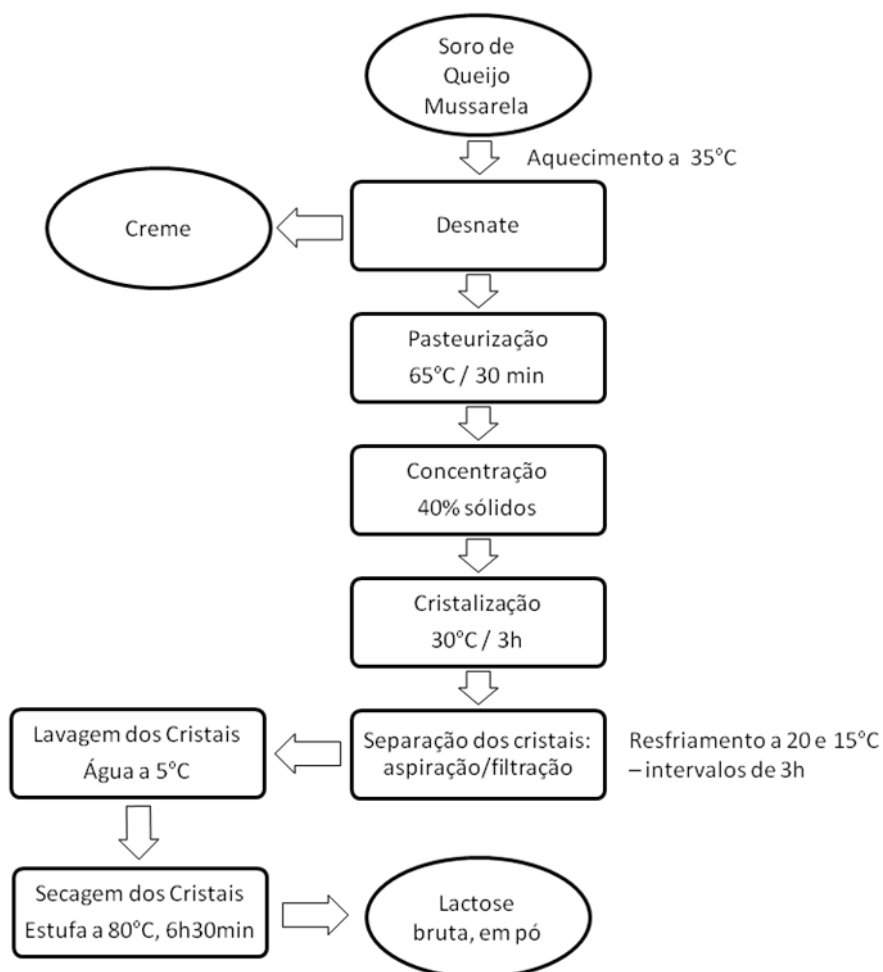 Soro de
Queijo
Mussarela
Aquecimento a 35°C
Creme
Desnate
Pasteurização
65°C / 30 min
Concentração
40% sólidos
Cristalização
30°C / 3h
Separação dos cristais:
aspiração/filtração
Resfriamento a 20 e 15°C
– intervalos de 3h
Lavagem dos Cristais
Água a 5°C
Secagem dos Cristais
Estufa a 80°C, 6h30min
Lactose
bruta, em pó